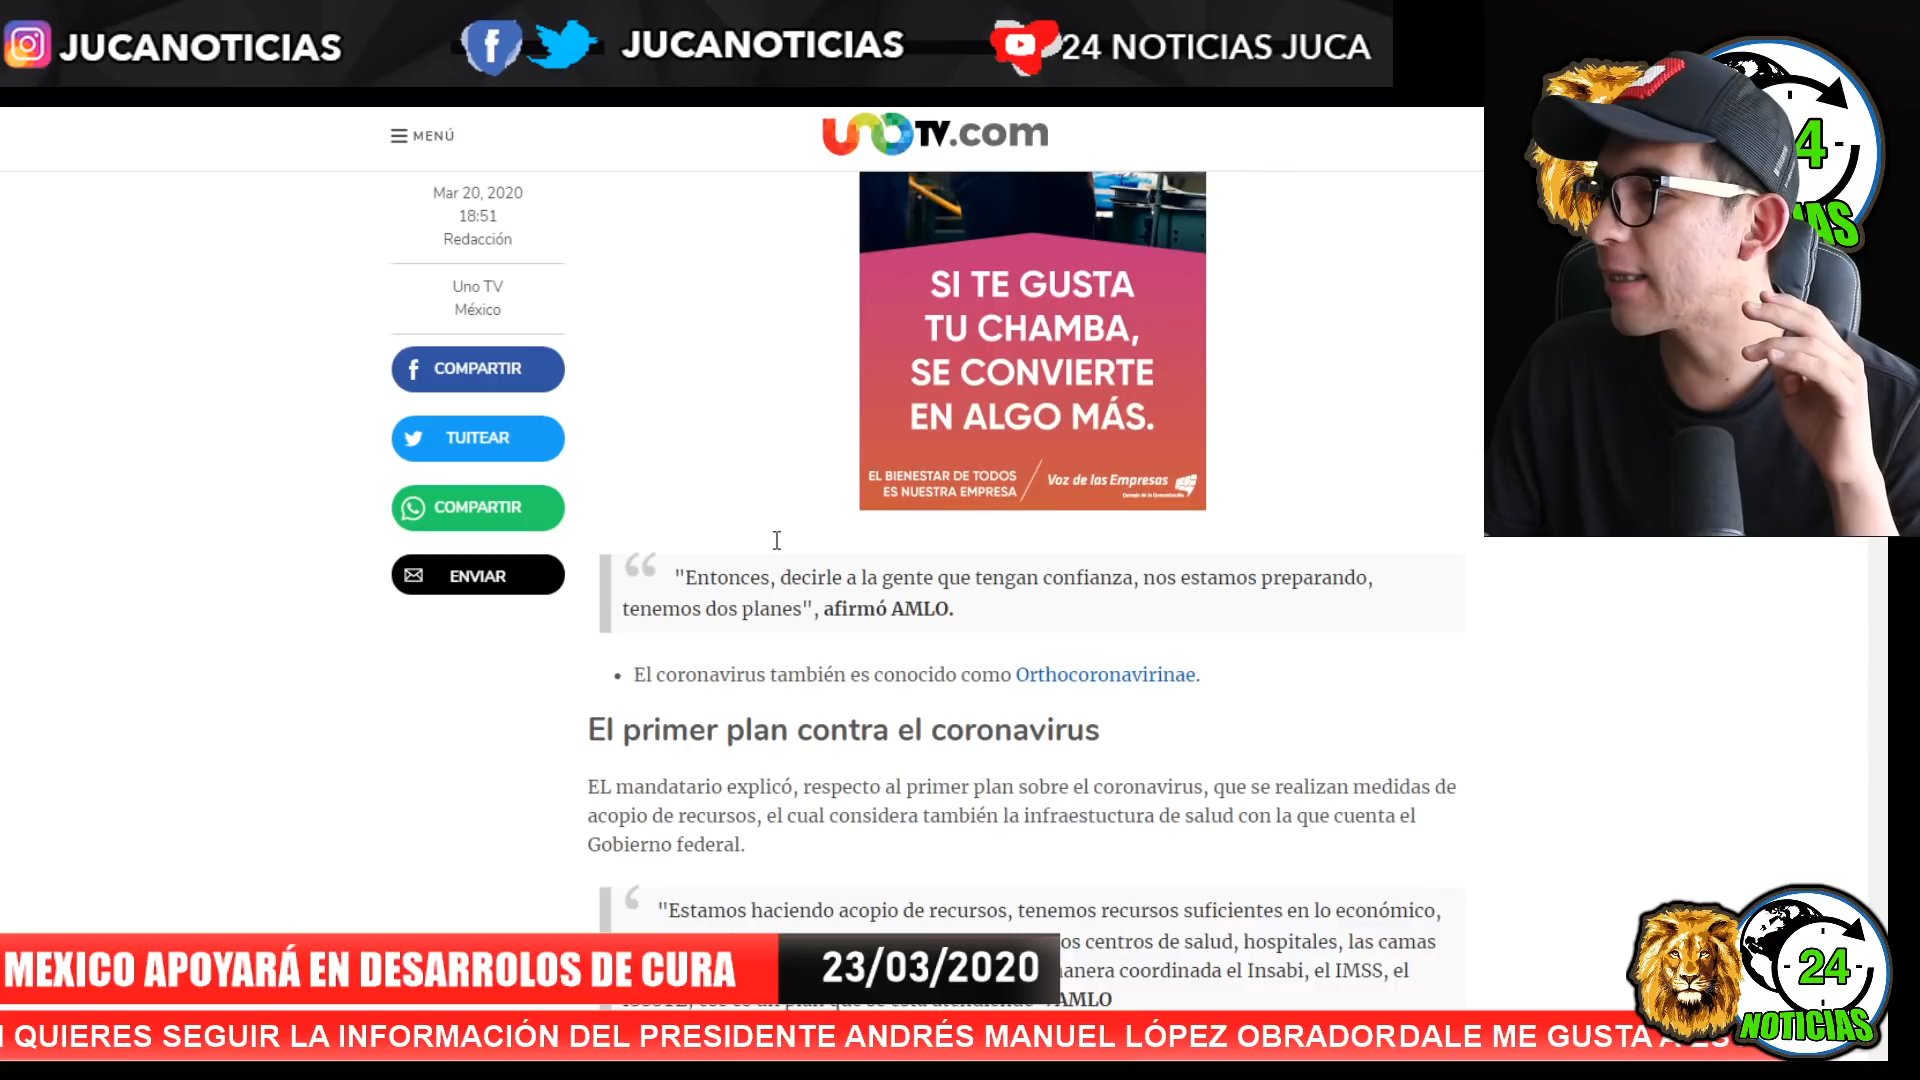 JUCANOTICIAS
JUCANOTICIAS
24 NOTICIAS JUCA
MENÚ
unoTV.com
Mar 20, 2020
18:51
Redacción
Uno TV
México
COMPARTIR
TUITEAR
COMPARTIR
ENVIAR
SI TE GUSTA
TU CHAMBA,
SE CONVIERTE
EN ALGO MÁS.
EL BIENESTAR DE TODOS
ES NUESTRA EMPRESA
Voz de las Empresas
Consejo de la Comunicación
"Entonces, decirle a la gente que tengan confianza, nos estamos preparando,
tenemos dos planes", afirmó AMLO.
El coronavirus también es conocido como Orthocoronavirinae.
El primer plan contra el coronavirus
EL mandatario explicó, respecto al primer plan sobre el coronavirus, que se realizan medidas de
acopio de recursos, el cual considera también la infraestuctura de salud con la que cuenta el
Gobierno federal.
"Estamos haciendo acopio de recursos, tenemos recursos suficientes en lo económico,
os centros de salud, hospitales, las camas
anera coordinada el Insabi, el IMSS, el
AMLO
MEXICO APOYARÁ EN DESARROLOS DE CURA
23/03/2020
QUIERES SEGUIR LA INFORMACIÓN DEL PRESIDENTE ANDRÉS MANUEL LÓPEZ OBRADORDALE ME GUSTA A
4
AS
24
NOTICIAS